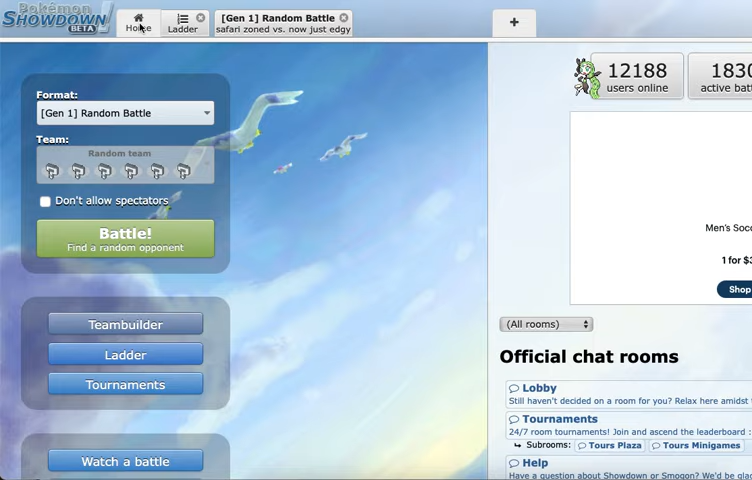 Pokémon
Showdown!
BETA
Home
Ladder
[Gen 1] Random Battle
safari zoned vs. now just edgy
+
12188
users online
1830
active batt
Format:
[Gen 1] Random Battle
Team:
Random team
Don't allow spectators
Battle!
Find a random opponent
Teambuilder
Ladder
Tournaments
Watch a battle
Men's Socc
1 for $3
Shop
(All rooms)
Official chat rooms
Lobby
Still haven't decided on a room for you? Relax here amidst
Tournaments
24/7 room tournaments! Join and ascend the leaderboard :
Subrooms: Tours Plaza Tours Minigames
Help
Have a question about Showdown or Smogon? We'd be glad